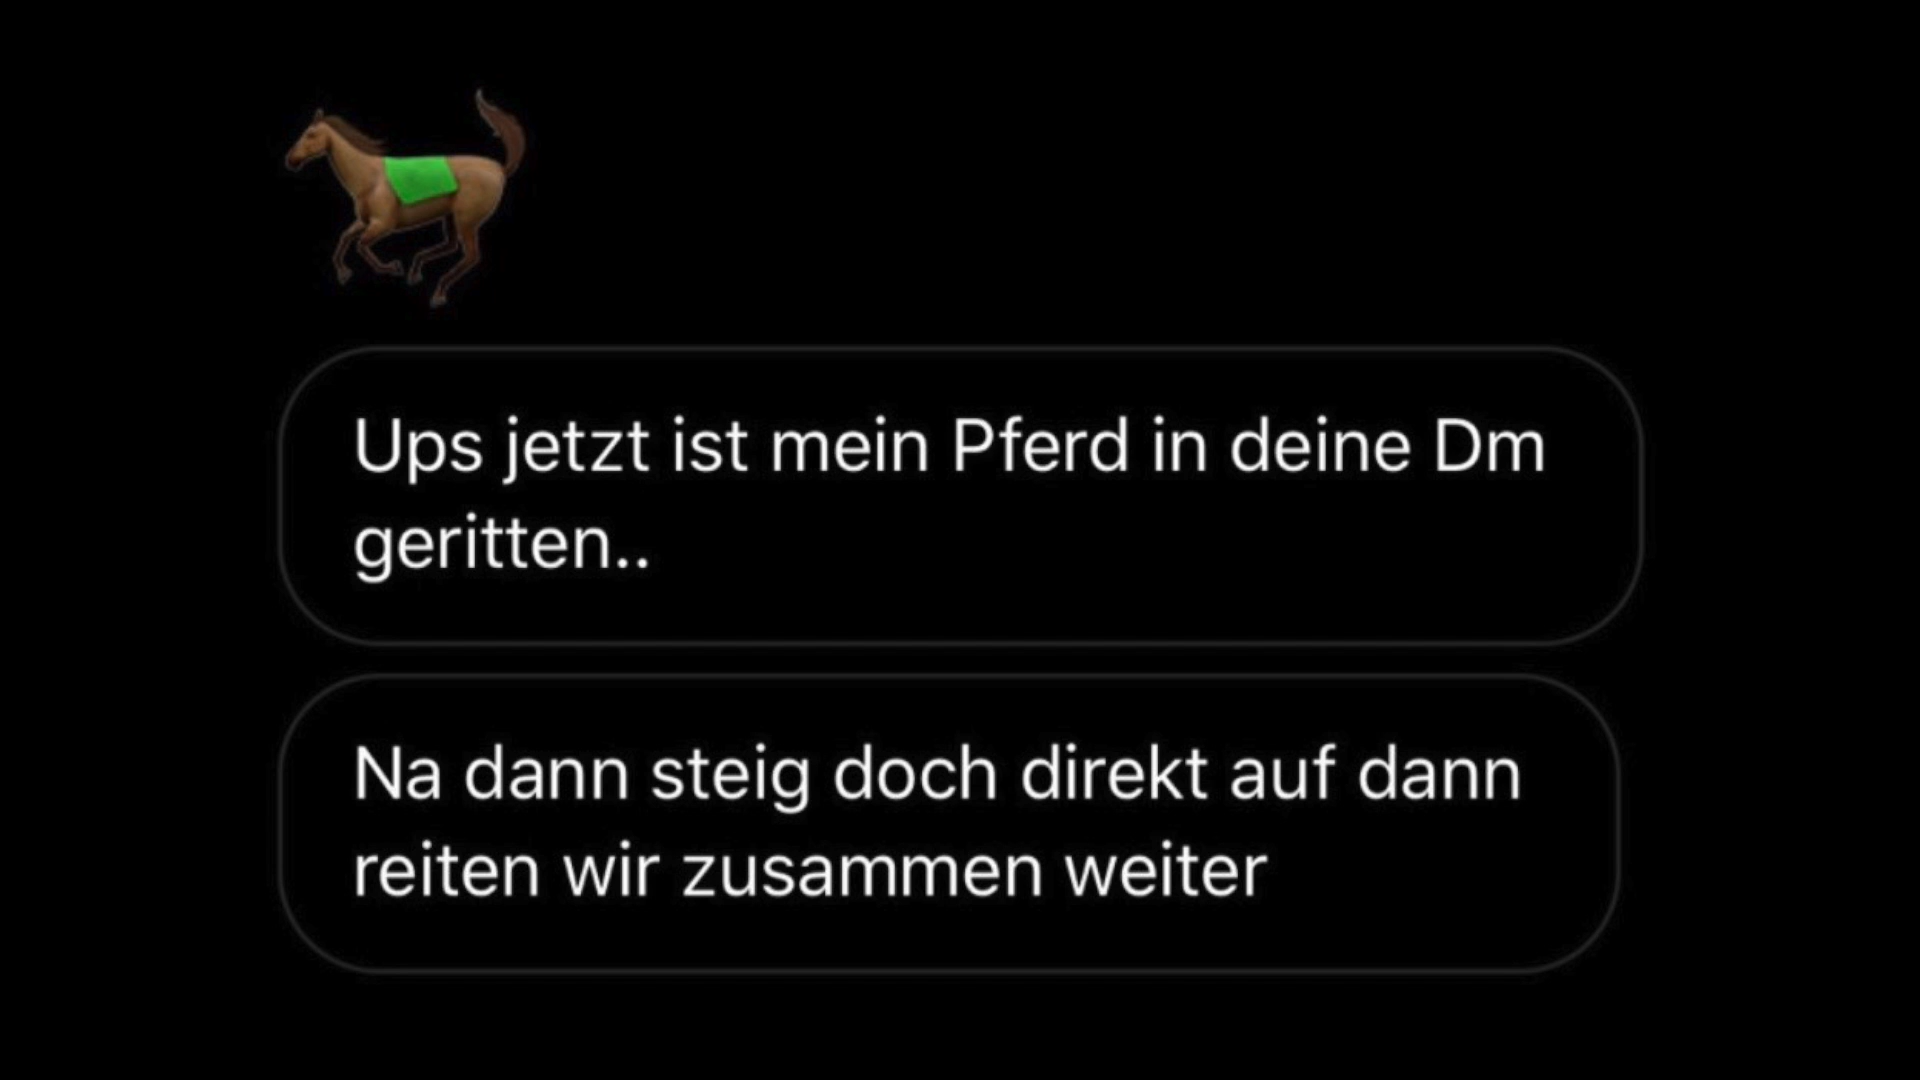 Ups jetzt ist mein Pferd in deine Dm
geritten..
Na dann steig doch direkt auf dann
reiten wir zusammen weiter